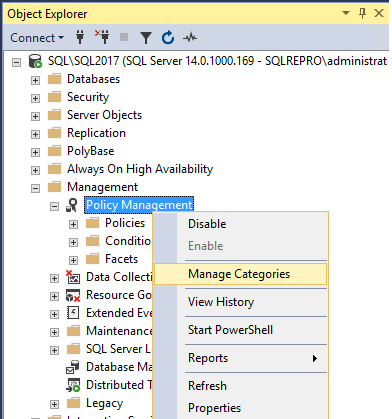 Object Explorer
Connect
SQL\SQL2017 (SQL Server 14.0.1000.169 - SQLREPRO\administrat
Databases
Security
Server Objects
Replication
PolyBase
Always On High Availability
Management
Policy Management
Policies
Disable
Conditio
Enable
Facets
Manage Categories
Data Collec
Resource Go
View History
Extended Eve
Maintenance
Start PowerShell
SQL Server L
Reports
Database Ma
Distributed T
Refresh
Legacy
Properties